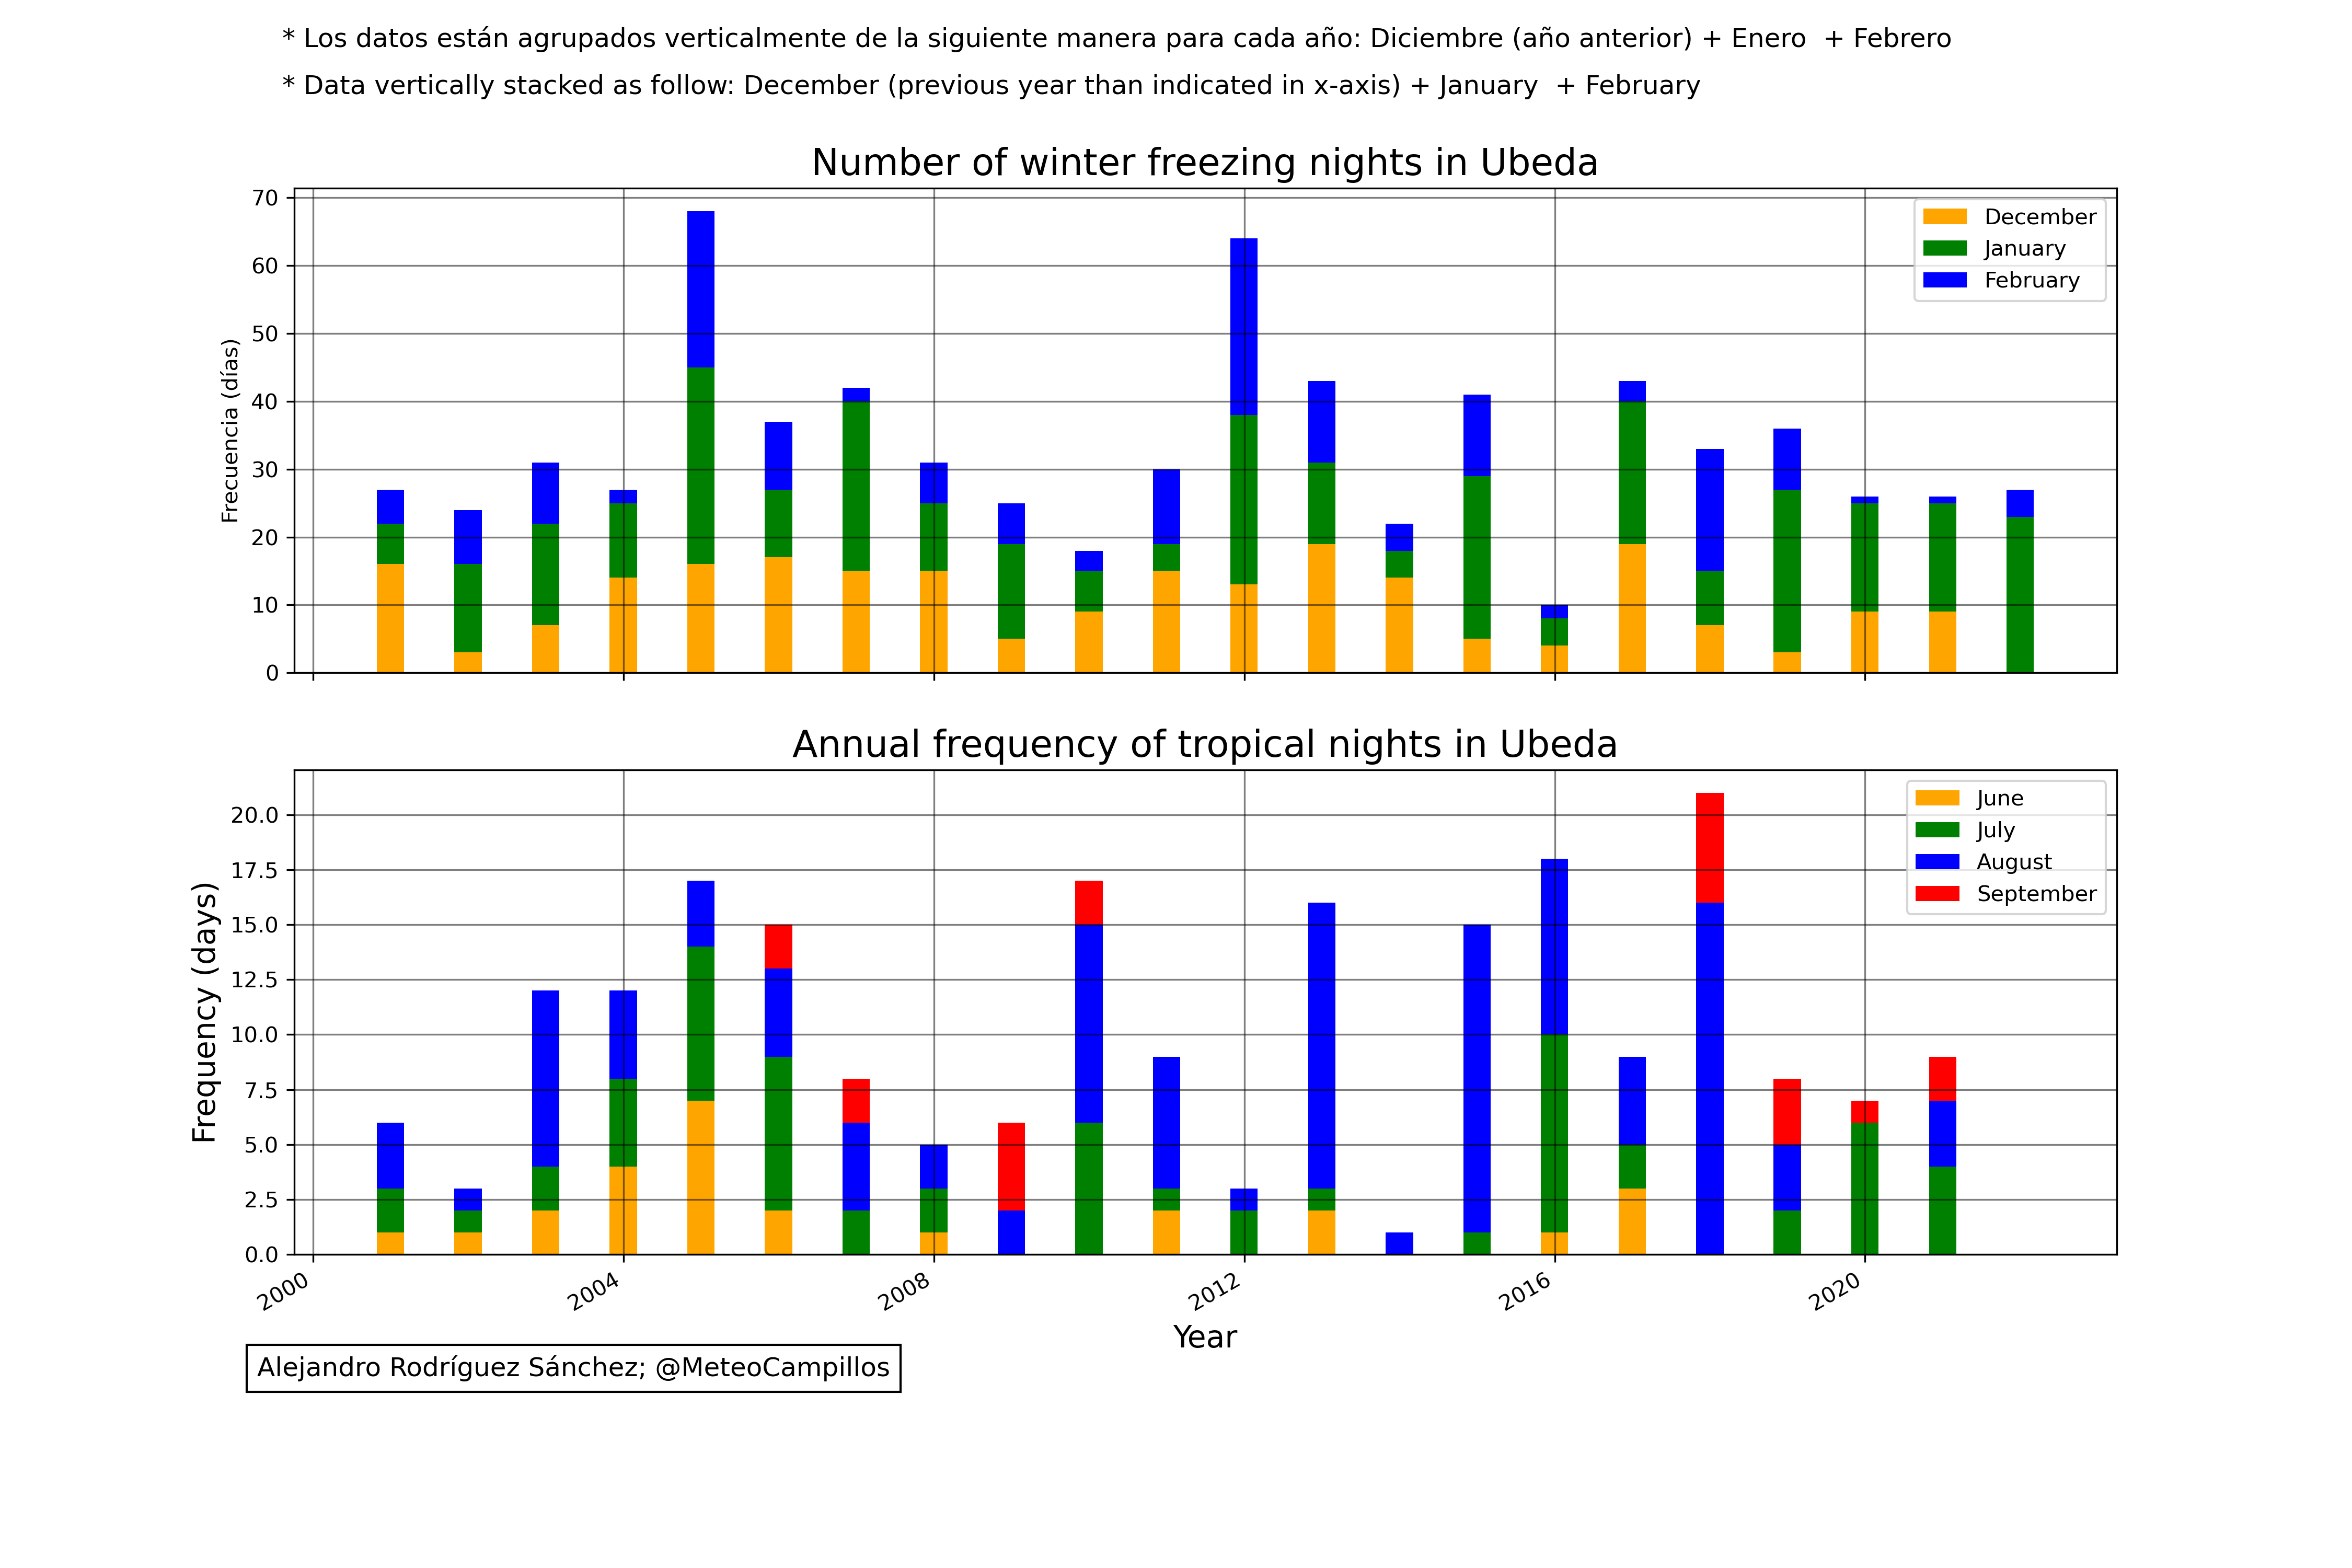 * Los datos están agrupados verticalmente de la siguiente manera para cada año: Diciembre (año anterior) + Enero  + Febrero
* Data vertically stacked as follow: December (previous year than indicated in x-axis) + January  + February
Number of winter freezing nights in Ubeda
Frecuencia (días)
70
60
50
40
30
20
10
0
December
January
February
Annual frequency of tropical nights in Ubeda
Frequency (days)
20.0
17.5
15.0
12.5
10.0
7.5
5.0
2.5
0.0
June
July
August
September
2000
2004
2008
2012
2016
2020
Year
Alejandro Rodríguez Sánchez; @MeteoCampillos